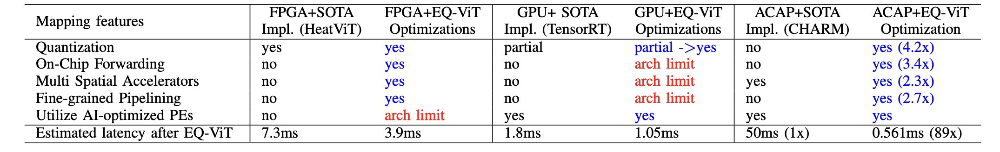 Mapping features FPGA+SOTA Impl. (HeatViT) FPGA+EQ-ViT Optimizations GPU+ SOTA Impl. (TensorRT) GPU+EQ-ViT Optimizations ACAP+SOTA Impl. (CHARM) ACAP+EQ-ViT Optimization
Quantization yes yes partial partial ->yes no yes (4.2x)
On-Chip Forwarding no yes no arch limit no yes (3.4x)
Multi Spatial Accelerators no yes no arch limit yes yes (2.3x)
Fine-grained Pipelining no yes no arch limit no yes (2.7x)
Utilize AI-optimized PEs no arch limit yes yes yes yes
Estimated latency after EQ-ViT 7.3ms 3.9ms 1.8ms 1.05ms 50ms (1x) 0.561ms (89x)